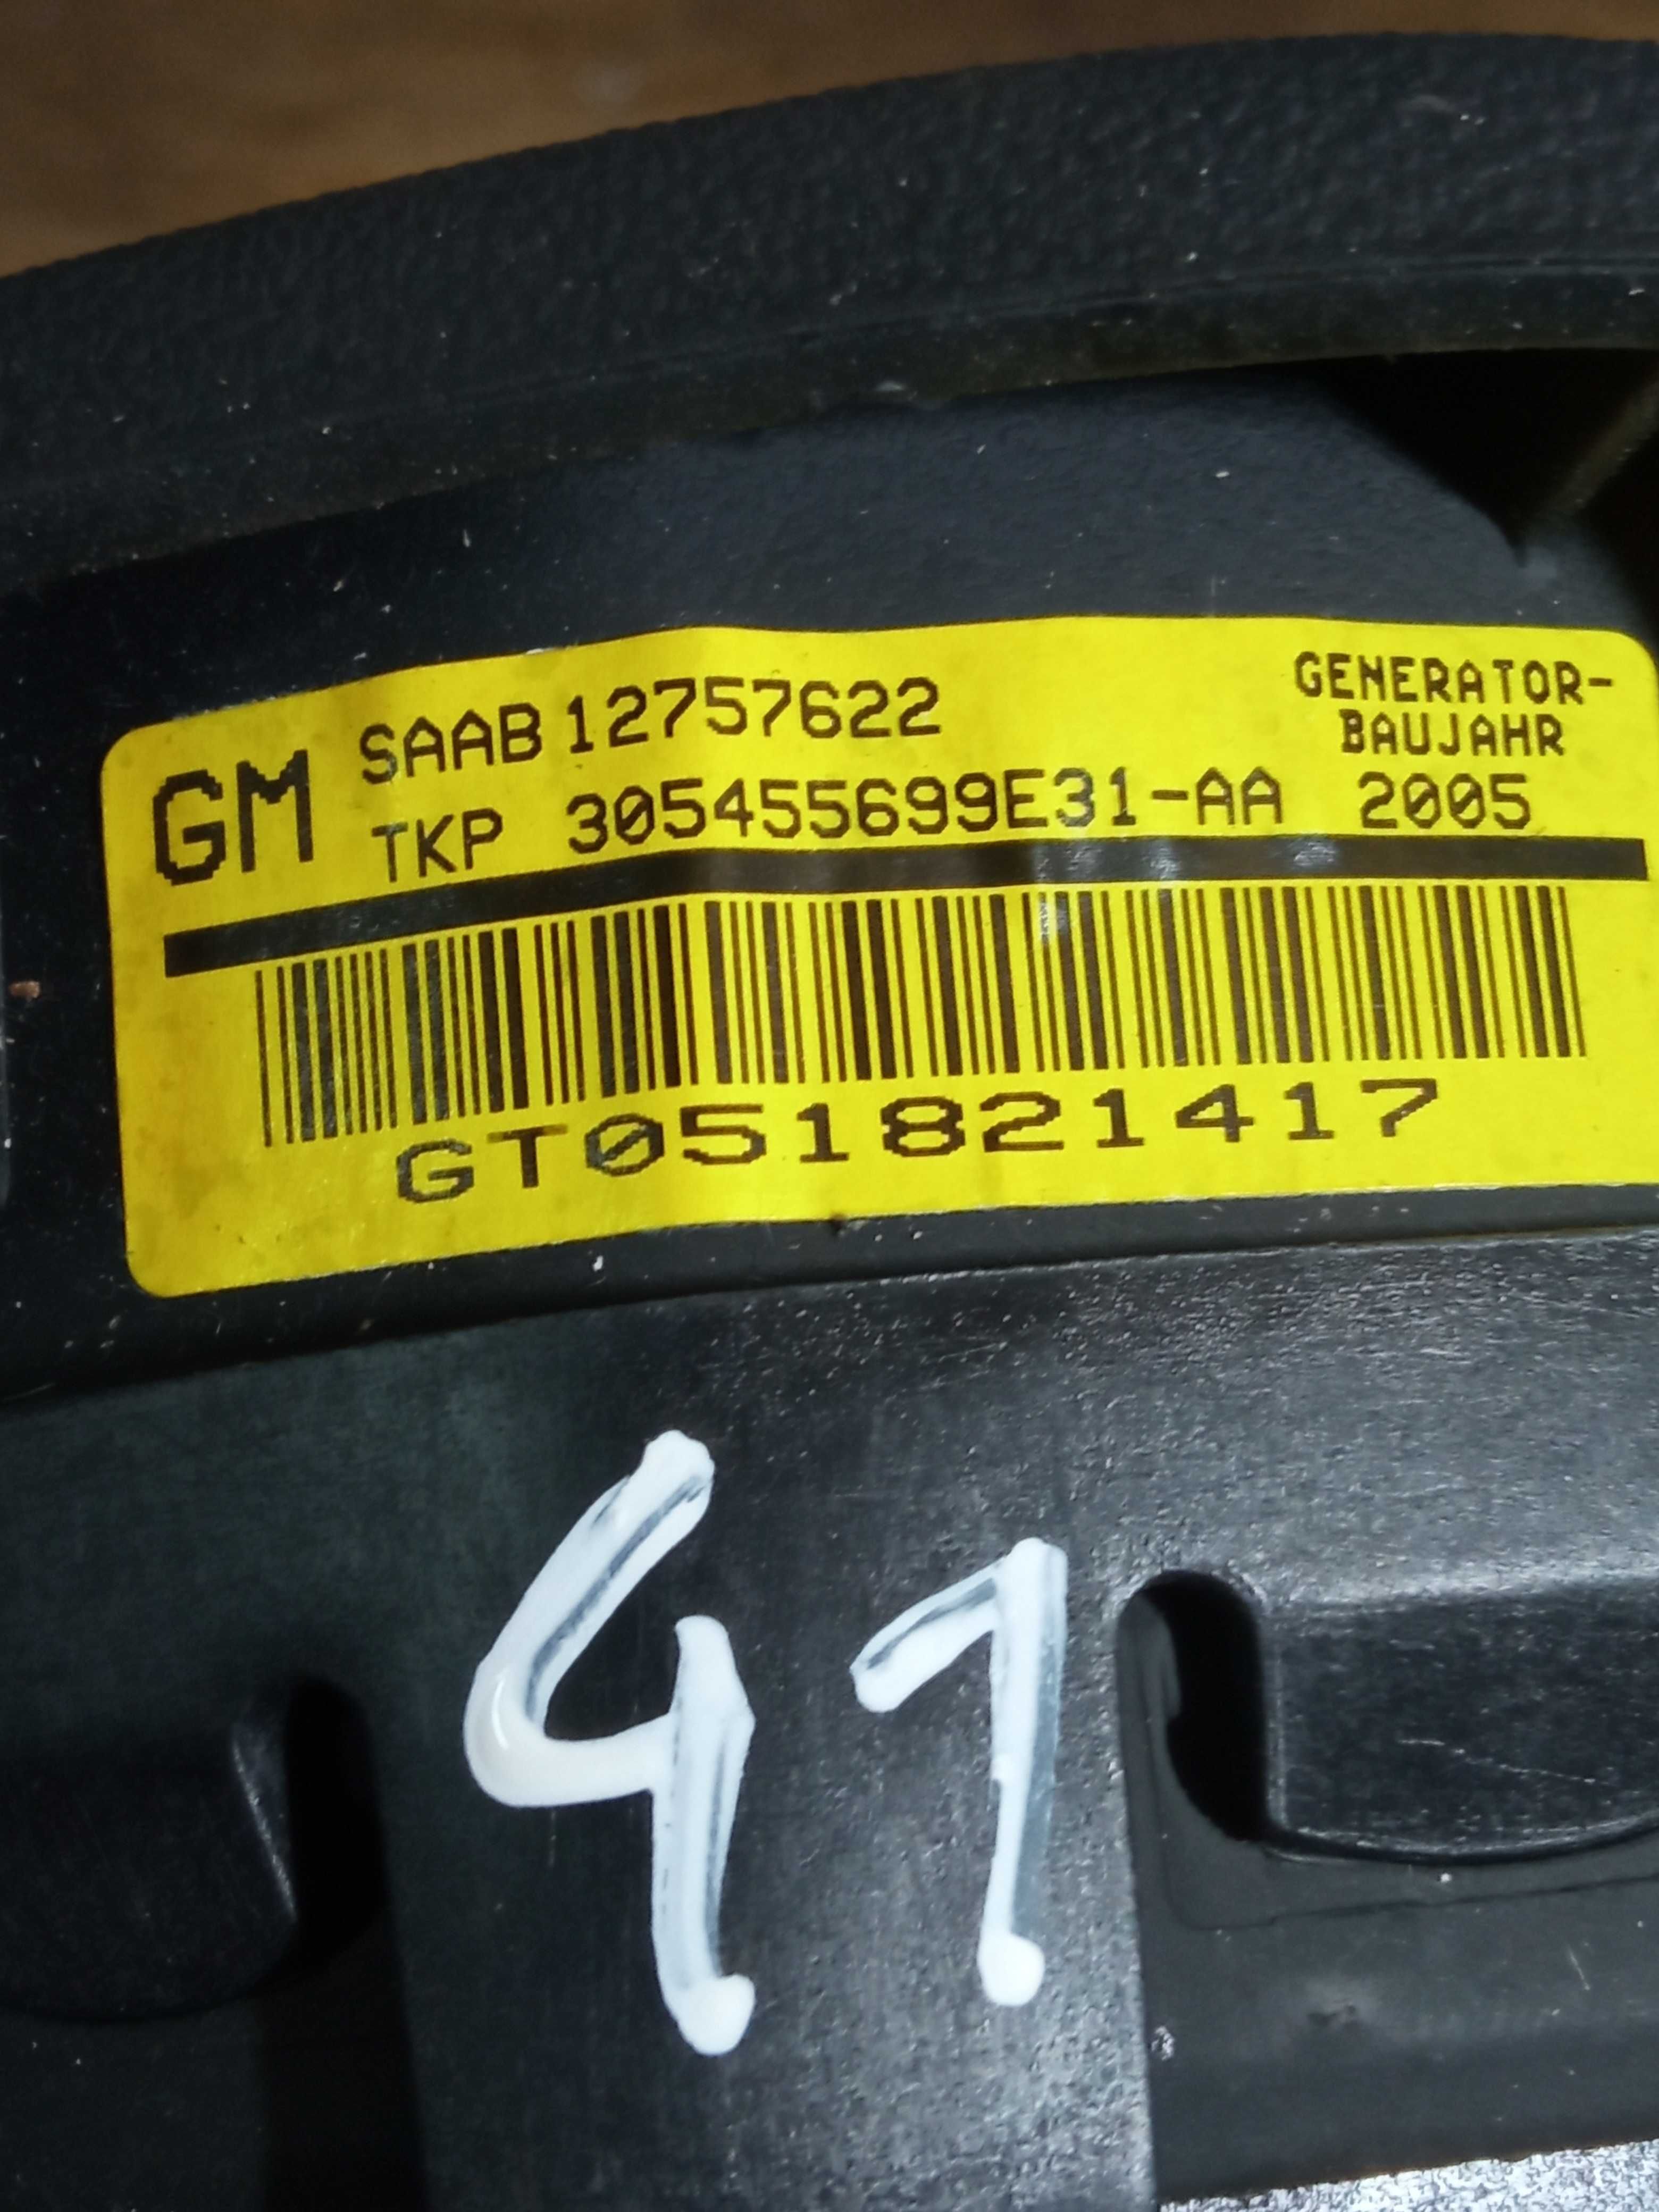 GM SAAB 12757622 GENERATOR-
BAUJAHR
TKP 305455699E31-AA 2005
GT051821417
41